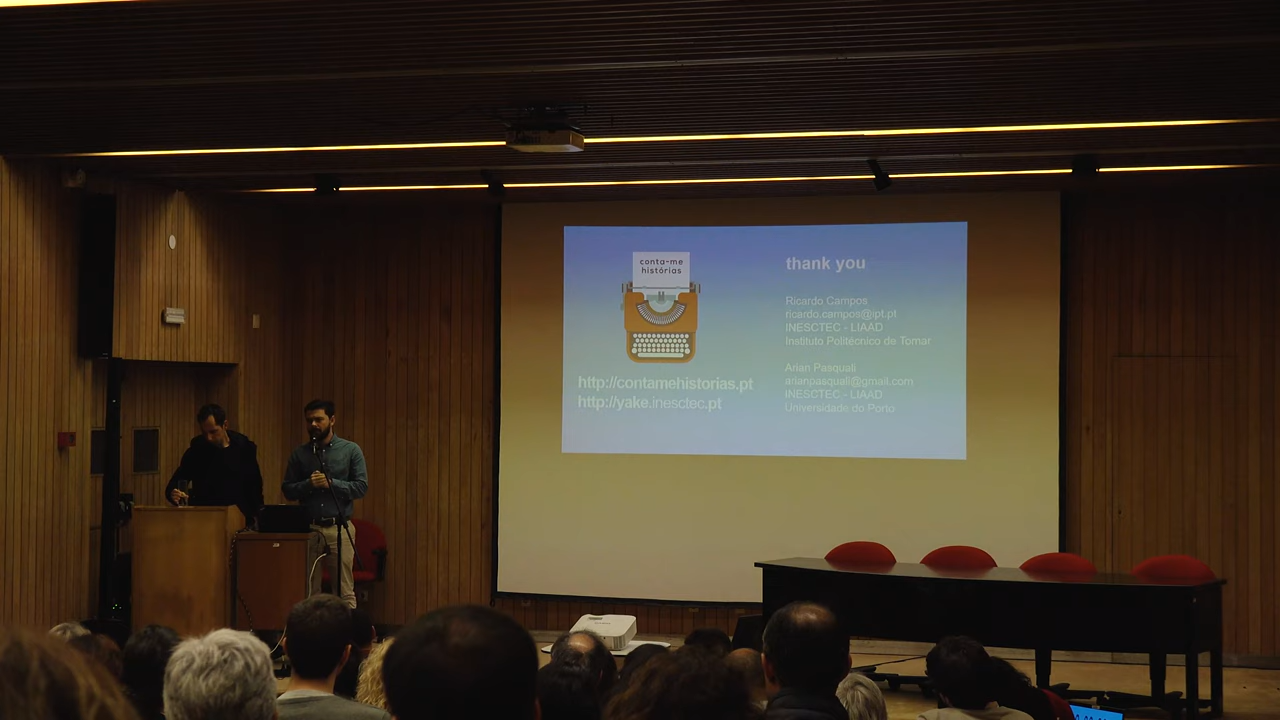 conta-me
histórias
http://contamehistorias.pt
http://yake.inesctec.pt
thank you
Ricardo Campos
ricardo.campos@ipt.pt
INESCTEC - LIAAD
Instituto Politécnico de Tomar
Arian Pasquali
arianpasquali@gmail.com
INESCTEC - LIAAD
Universidade do Porto